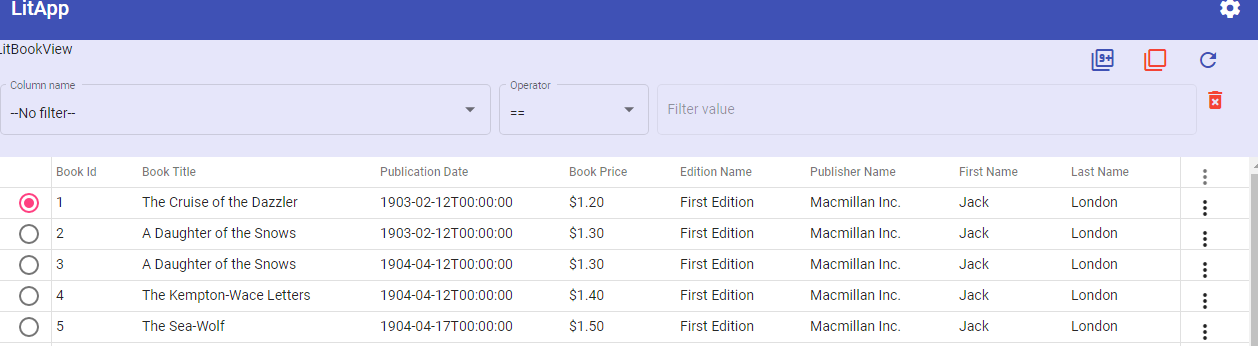 LitApp
LitBookView
9+
Column name
Operator
--No filter--
==
Filter value
Book Id Book Title Publication Date Book Price Edition Name Publisher Name First Name Last Name
1 The Cruise of the Dazzler 1903-02-12T00:00:00 $1.20 First Edition Macmillan Inc. Jack London
2 A Daughter of the Snows 1903-02-12T00:00:00 $1.30 First Edition Macmillan Inc. Jack London
3 A Daughter of the Snows 1904-04-12T00:00:00 $1.30 First Edition Macmillan Inc. Jack London
4 The Kempton-Wace Letters 1904-04-12T00:00:00 $1.40 First Edition Macmillan Inc. Jack London
5 The Sea-Wolf 1904-04-17T00:00:00 $1.50 First Edition Macmillan Inc. Jack London